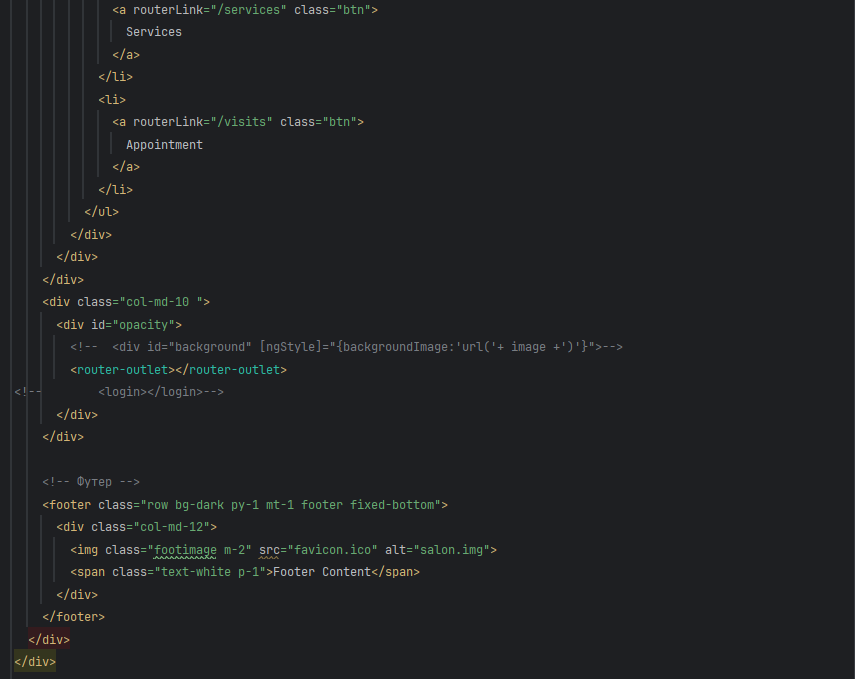 <a routerLink="/services" class="btn">
Services
</a>
</li>
<li>
<a routerLink="/visits" class="btn">
Appointment
</a>
</li>
</ul>
</div>
</div>
</div>
<div class="col-md-10 ">
<div id="opacity">
<!--  <div id="background" [ngStyle]="{backgroundImage:'url('+ image +')'}">-->
<router-outlet></router-outlet>
<!--        <login></login>-->
</div>
</div>
<!-- Футер -->
<footer class="row bg-dark py-1 mt-1 footer fixed-bottom">
<div class="col-md-12">
<img class="footimage m-2" src="favicon.ico" alt="salon.img">
<span class="text-white p-1">Footer Content</span>
</div>
</footer>
</div>
</div>